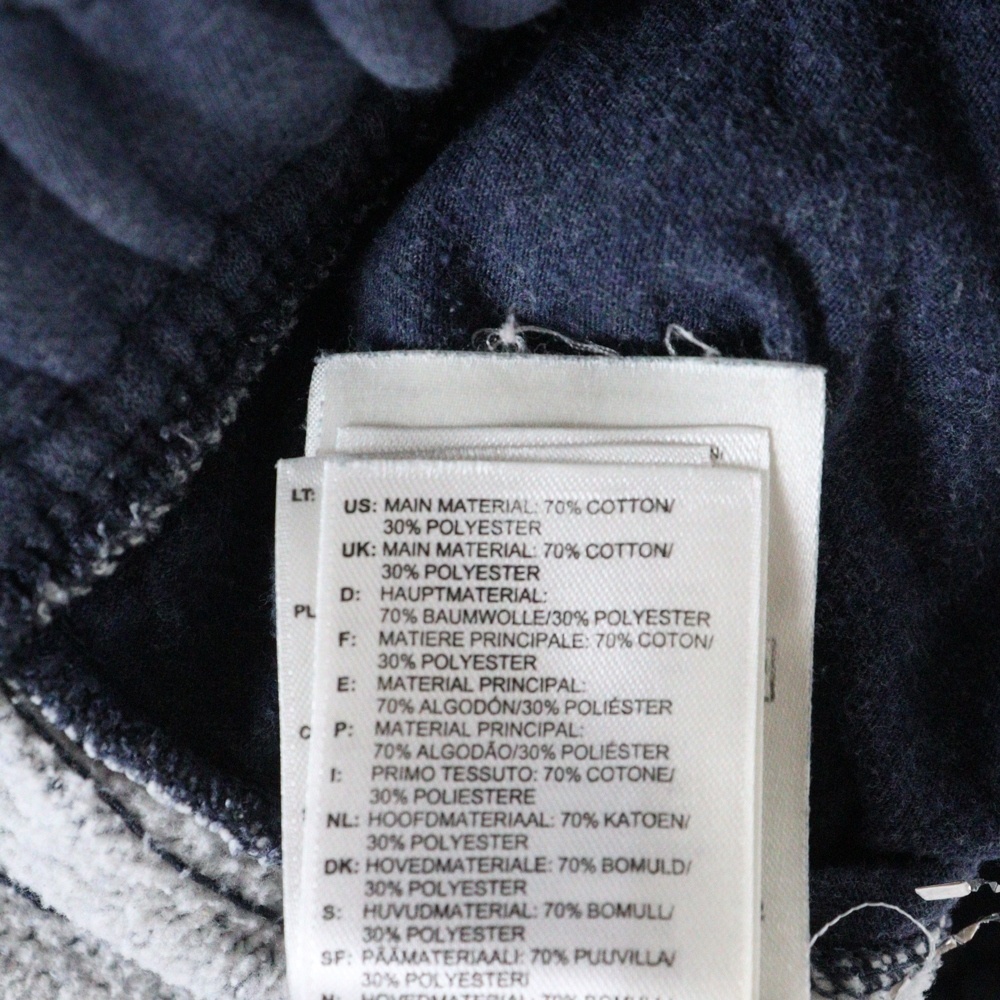 LT:
US: MAIN MATERIAL: 70% COTTON/
30% POLYESTER
UK: MAIN MATERIAL: 70% COTTON/
30% POLYESTER
D: HAUPTMATERIAL:
70% BAUMWOLLE/30% POLYESTER
PL
F: MATIERE PRINCIPALE: 70% COTON/
30% POLYESTER
E: MATERIAL PRINCIPAL:
70% ALGODÓN/30% POLIÉSTER
P: MATERIAL PRINCIPAL:
70% ALGODÃO/30% POLIÉSTER
I: PRIMO TESSUTO: 70% COTONE/
30% POLIESTERE
NL: HOOFDMATERIAAL: 70% KATOEN/
30% POLYESTER
DK: HOVEDMATERIALE: 70% BOMULD/
30% POLYESTER
S: HUVUDMATERIAL: 70% BOMULL/
30% POLYESTER
SF: PÄÄMATERIAALI: 70% PUUVILLA/
30% POLYESTERI
N: HOVEDMATERIALE: 70% BOMULL/